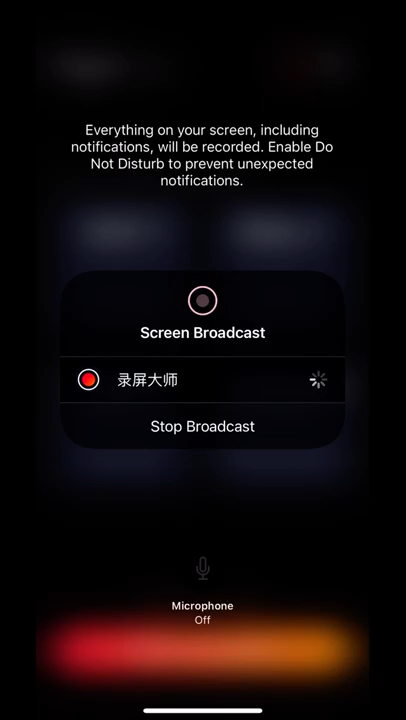 Everything on your screen, including
notifications, will be recorded. Enable Do
Not Disturb to prevent unexpected
notifications.
Screen Broadcast
录屏大师
Stop Broadcast
Microphone
Off